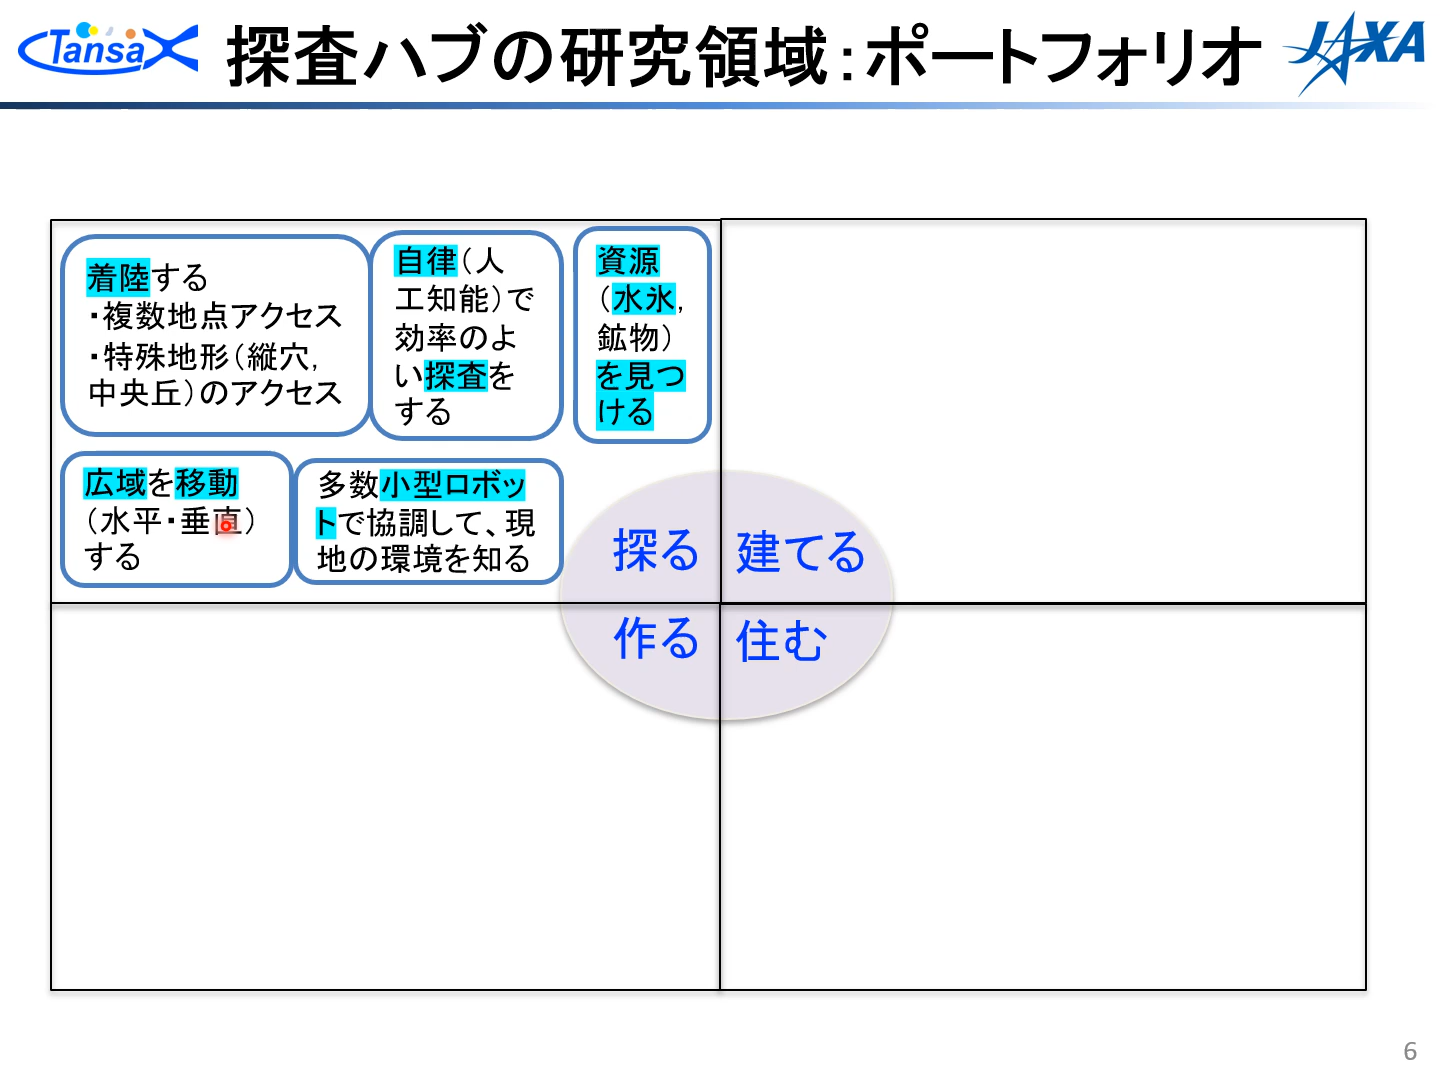 TansaX
探査ハブの研究領域：ポートフォリオ
JAXA
着陸する
・複数地点アクセス
・特殊地形（縦穴，
中央丘）のアクセス
自律（人
工知能）で
効率のよ
い探査を
する
資源
（水氷，
鉱物）
を見つ
ける
広域を移動
（水平・垂直）
する
多数小型ロボッ
トで協調して、現
地の環境を知る
探る
建てる
作る
住む
6